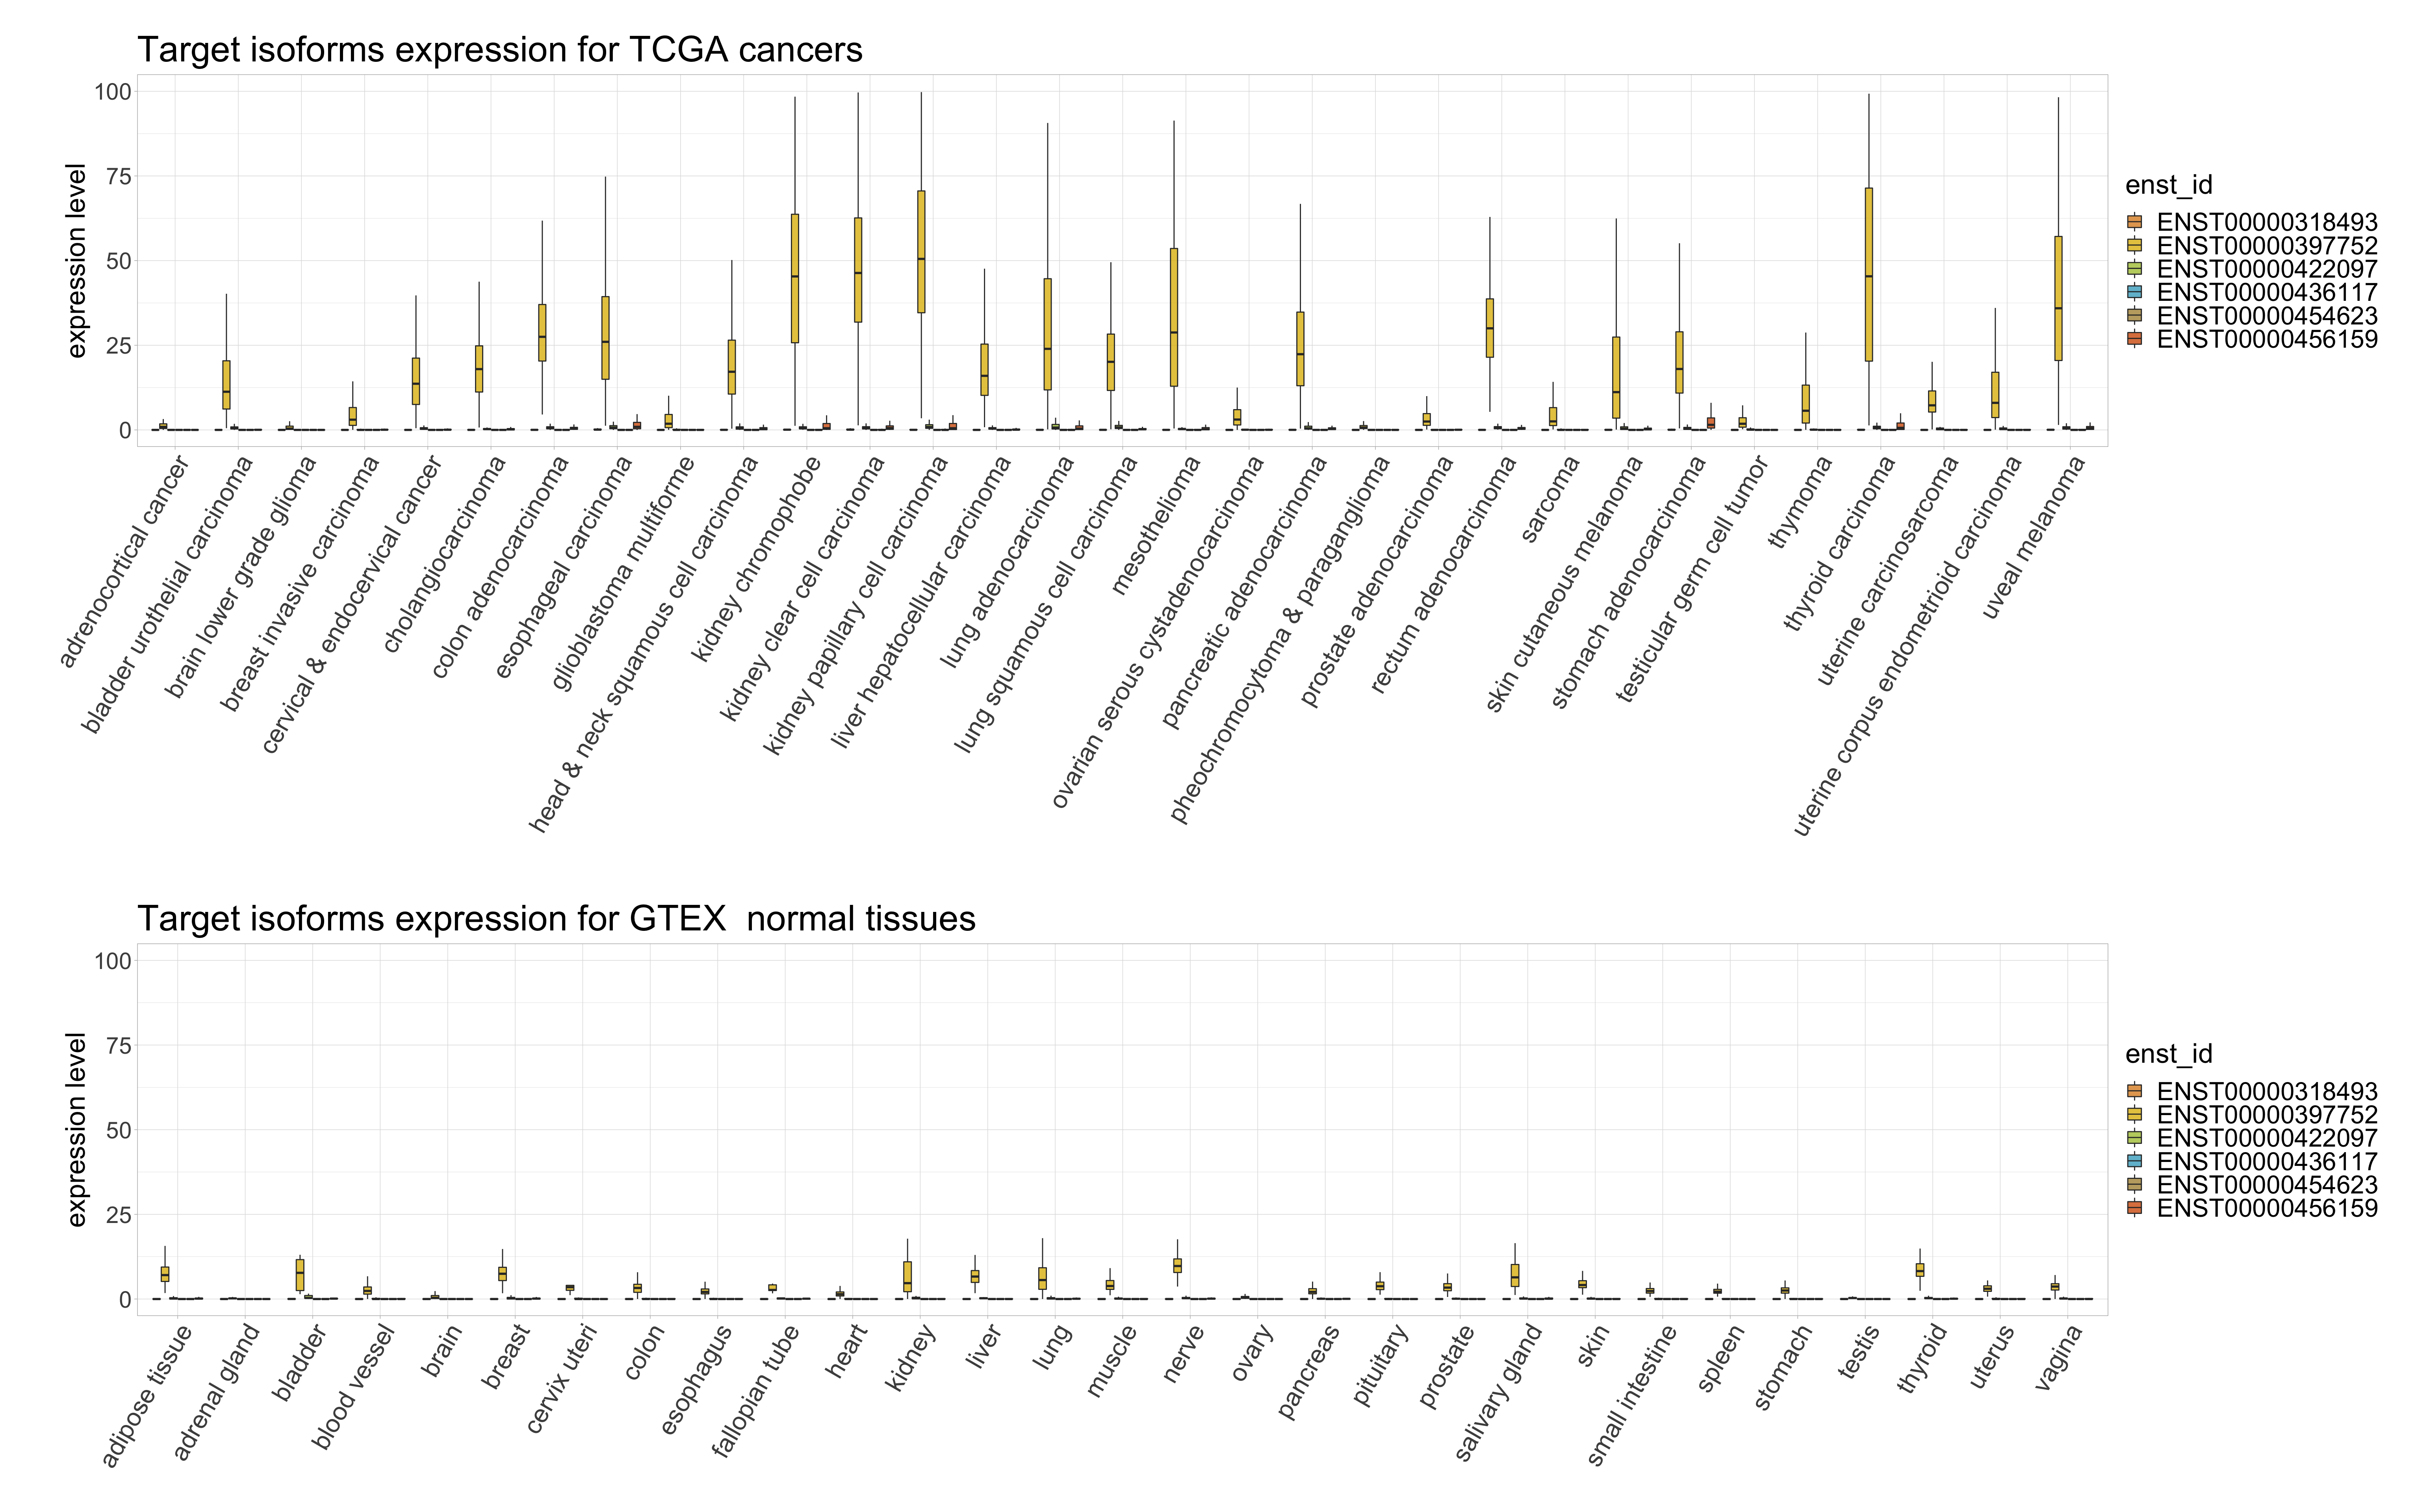 Target isoforms expression for TCGA cancers
100
75
50
25
0
expression level
adrenocortical cancer
bladder urothelial carcinoma
brain lower grade glioma
breast invasive carcinoma
cervical & endocervical cancer
cholangiocarcinoma
colon adenocarcinoma
esophageal carcinoma
glioblastoma multiforme
head & neck squamous cell carcinoma
kidney chromophobe
kidney clear cell carcinoma
kidney papillary cell carcinoma
liver hepatocellular carcinoma
lung adenocarcinoma
lung squamous cell carcinoma
mesothelioma
ovarian serous cystadenocarcinoma
pancreatic adenocarcinoma
pheochromocytoma & paraganglioma
prostate adenocarcinoma
rectum adenocarcinoma
sarcoma
skin cutaneous melanoma
stomach adenocarcinoma
testicular germ cell tumor
thymoma
thyroid carcinoma
uterine carcinosarcoma
uterine corpus endometrioid carcinoma
uveal melanoma
enst_id
ENST00000318493
ENST00000397752
ENST00000422097
ENST00000436117
ENST00000454623
ENST00000456159
Target isoforms expression for GTEX  normal tissues
100
75
50
25
0
expression level
adipose tissue
adrenal gland
bladder
blood vessel
brain
breast
cervix uteri
colon
esophagus
fallopian tube
heart
kidney
liver
lung
muscle
nerve
ovary
pancreas
pituitary
prostate
salivary gland
skin
small intestine
spleen
stomach
testis
thyroid
uterus
vagina
enst_id
ENST00000318493
ENST00000397752
ENST00000422097
ENST00000436117
ENST00000454623
ENST00000456159